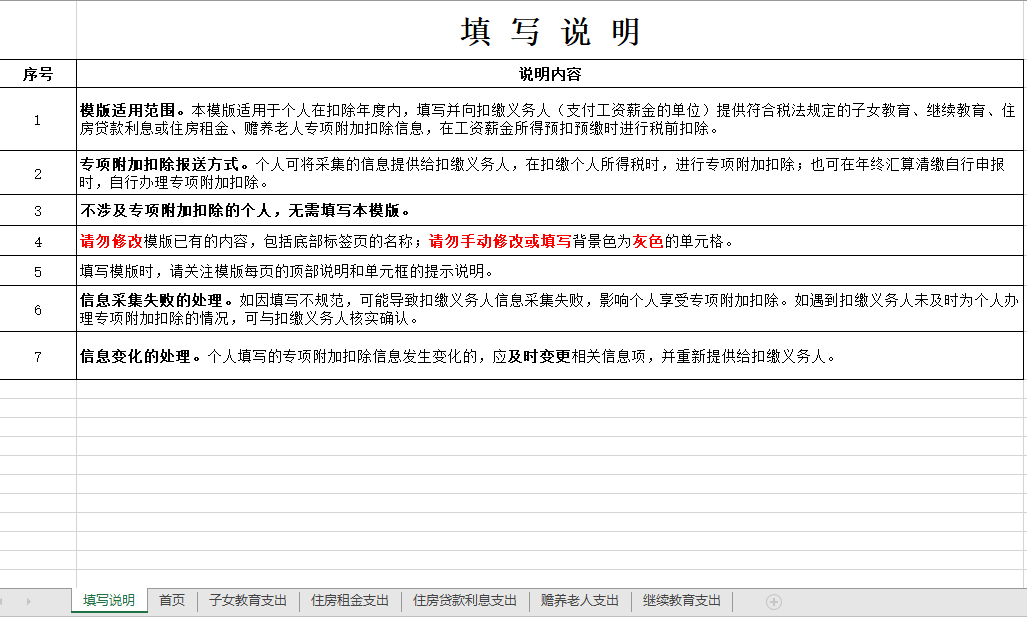 填 写 说 明
序号 说明内容
1 模版适用范围。本模版适用于个人在扣除年度内，填写并向扣缴义务人（支付工资薪金的单位）提供符合税法规定的子女教育、继续教育、住
房贷款利息或住房租金、赡养老人专项附加扣除信息，在工资薪金所得预扣预缴时进行税前扣除。
2 专项附加扣除报送方式。个人可将采集的信息提供给扣缴义务人，在扣缴个人所得税时，进行专项附加扣除；也可在年终汇算清缴自行申报
时，自行办理专项附加扣除。
3 不涉及专项附加扣除的个人，无需填写本模版。
4 请勿修改模版已有的内容，包括底部标签页的名称；请勿手动修改或填写背景色为灰色的单元格。
5 填写模版时，请关注模版每页的顶部说明和单元框的提示说明。
6 信息采集失败的处理。如因填写不规范，可能导致扣缴义务人信息采集失败，影响个人享受专项附加扣除。如遇到扣缴义务人未及时为个人办
理专项附加扣除的情况，可与扣缴义务人核实确认。
7 信息变化的处理。个人填写的专项附加扣除信息发生变化的，应及时变更相关信息项，并重新提供给扣缴义务人。
填写说明 首页 子女教育支出 住房租金支出 住房贷款利息支出 赡养老人支出 继续教育支出